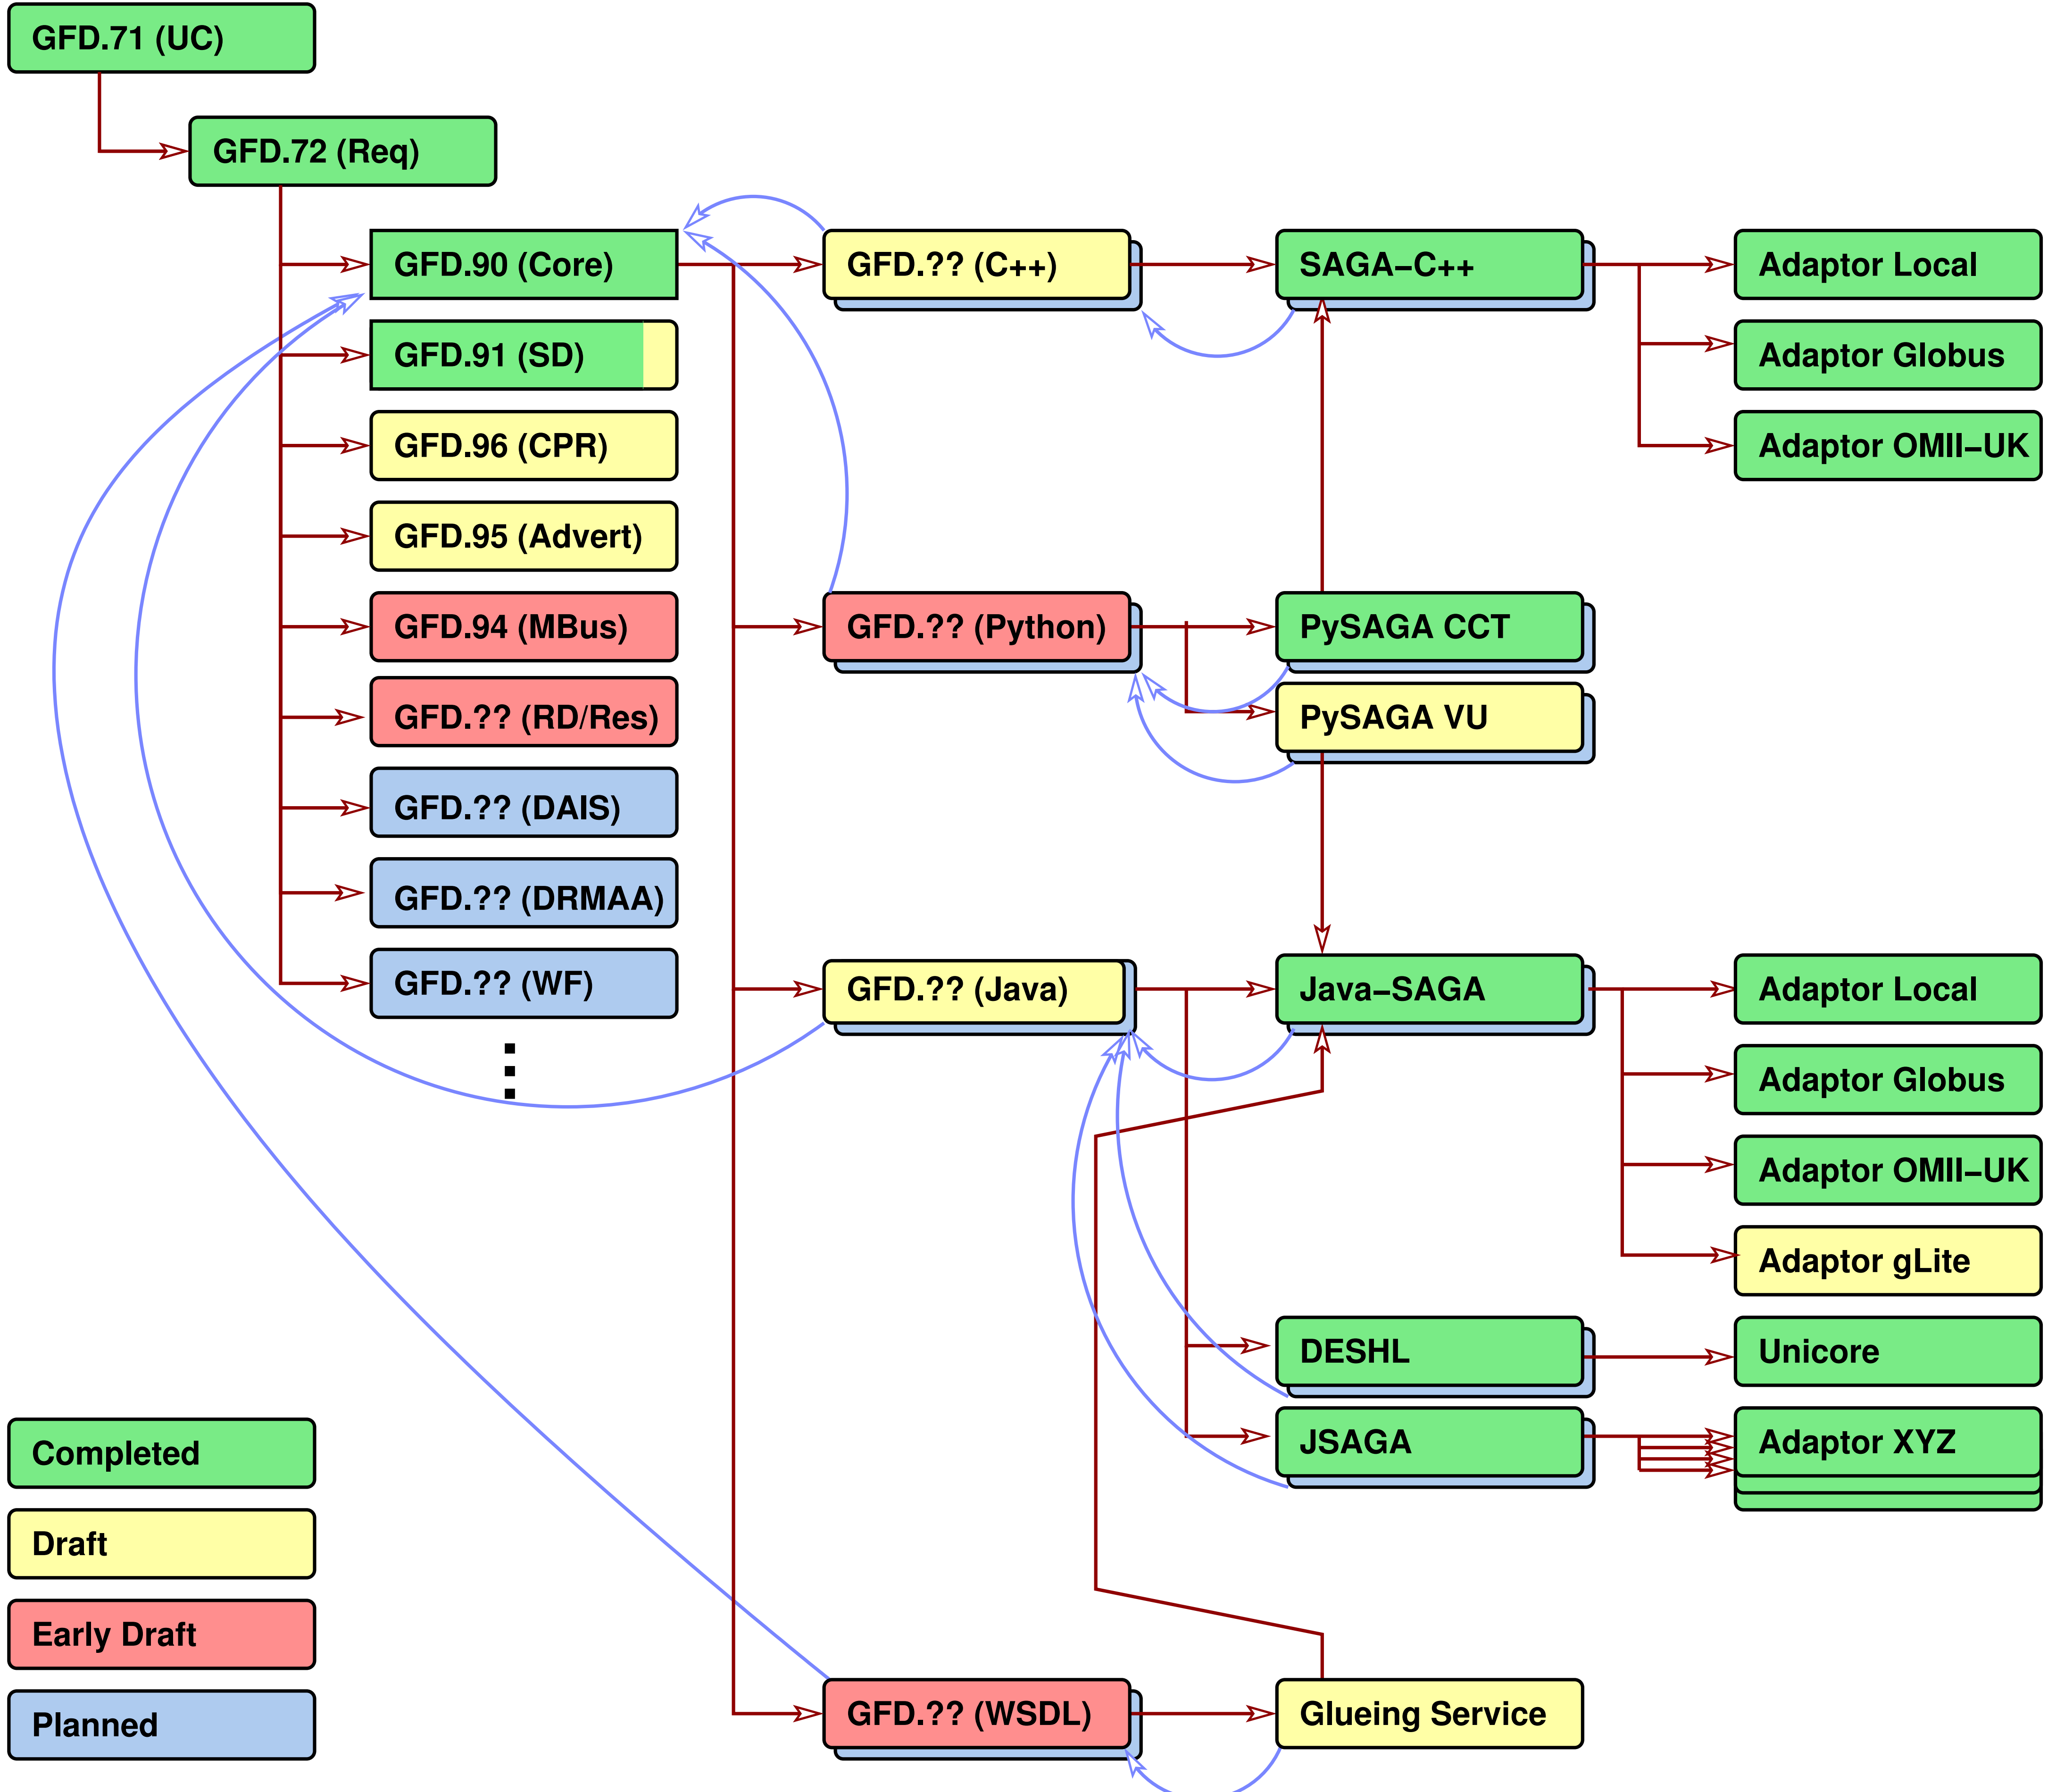 GFD.71 (UC)
GFD.72 (Req)
GFD.90 (Core)
GFD.91 (SD)
GFD.96 (CPR)
GFD.95 (Advert)
GFD.94 (MBus)
GFD.?? (RD/Res)
GFD.?? (DAIS)
GFD.?? (DRMAA)
GFD.?? (WF)
GFD.?? (C++)
GFD.?? (Python)
GFD.?? (Java)
GFD.?? (WSDL)
SAGA−C++
PySAGA CCT
PySAGA VU
Java−SAGA
DESHL
JSAGA
Glueing Service
Adaptor Local
Adaptor Globus
Adaptor OMII−UK
Adaptor Local
Adaptor Globus
Adaptor OMII−UK
Adaptor gLite
Unicore
Adaptor XYZ
Completed
Draft
Early Draft
Planned